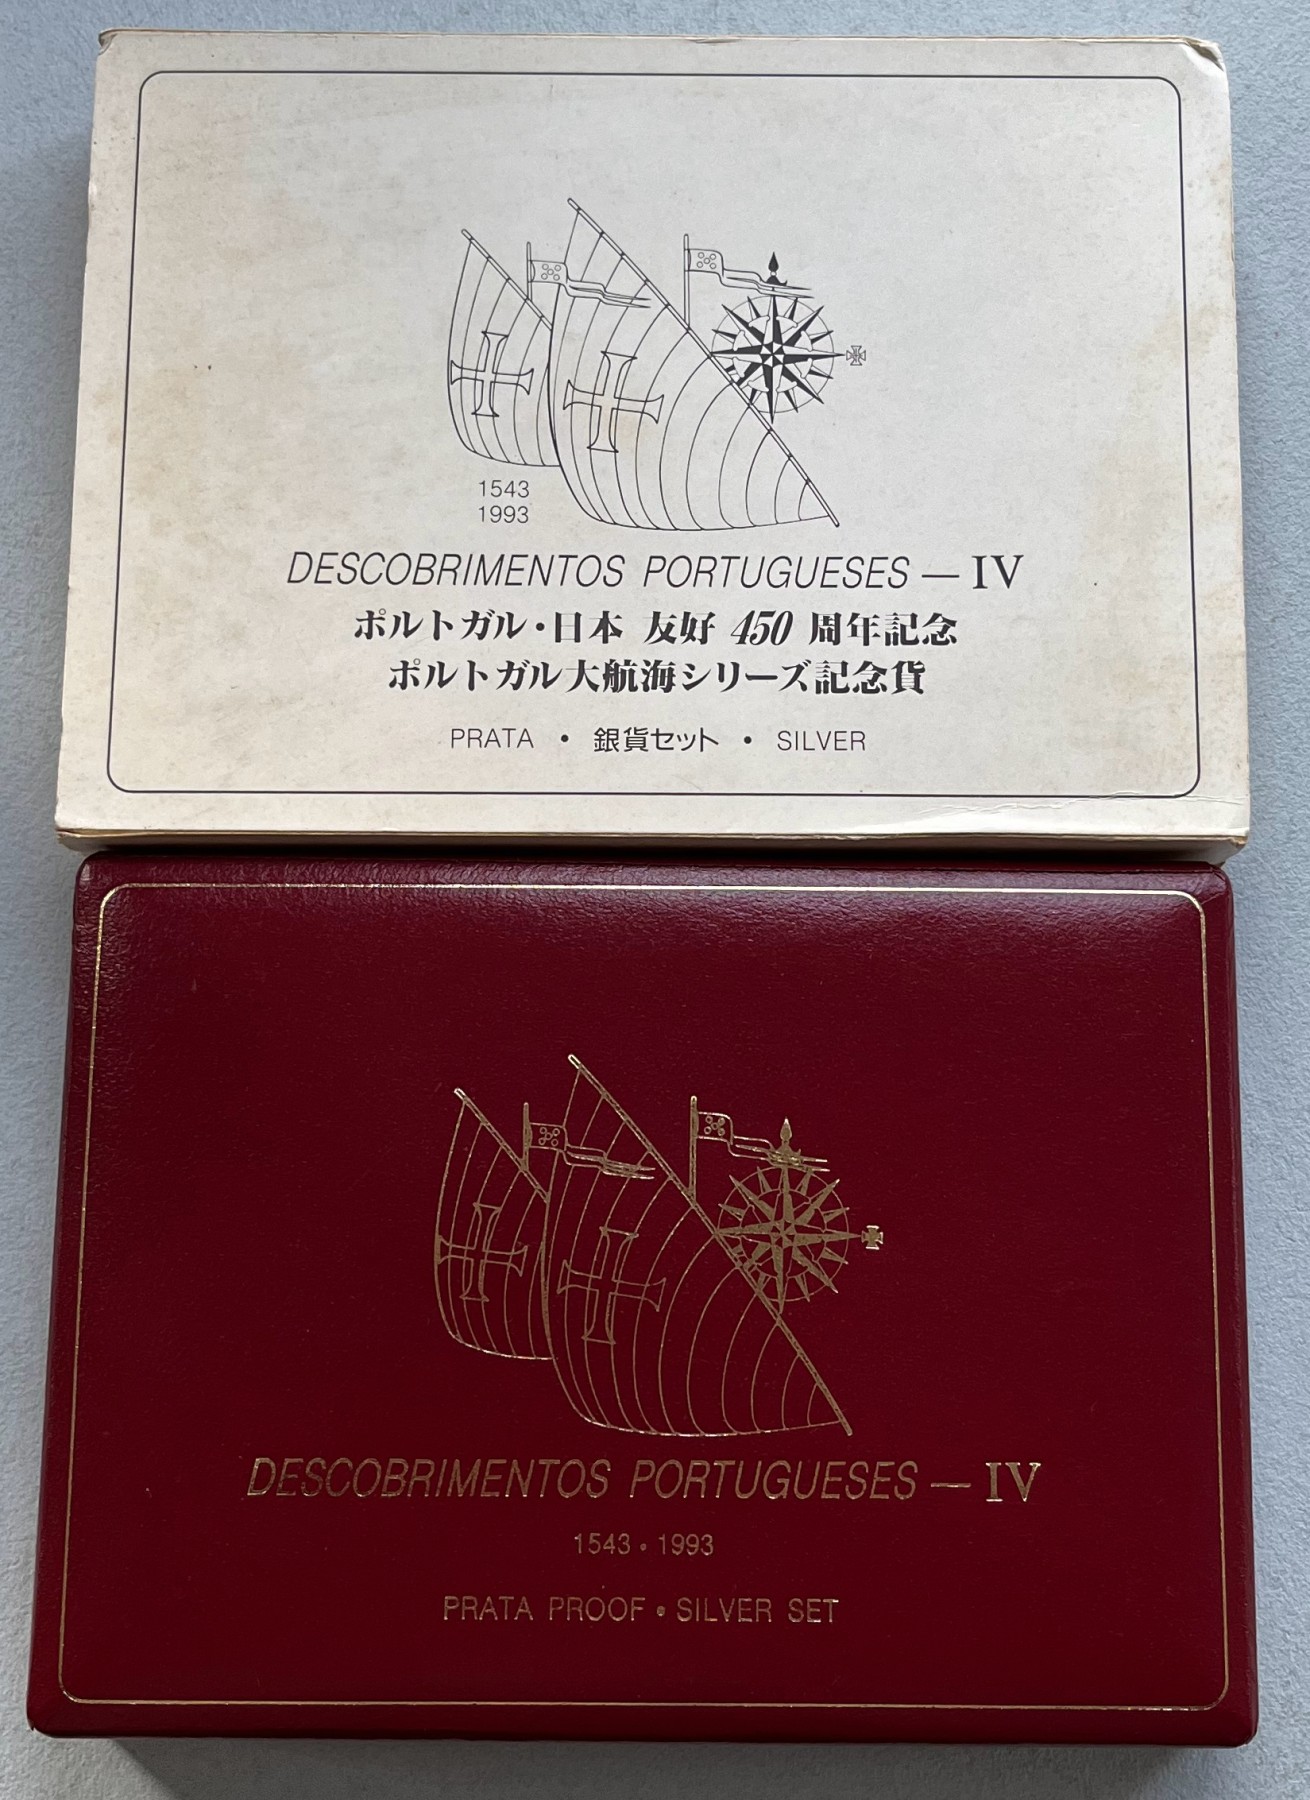 1543
1993
DESCOBRIMENTOS PORTUGUESES — IV
ポルトガル・日本 友好 450 周年記念
ポルトガル大航海シリーズ記念貨
PRATA • 銀貨セット • SILVER
DESCOBRIMENTOS PORTUGUESES — IV
1543 • 1993
PRATA PROOF • SILVER SET